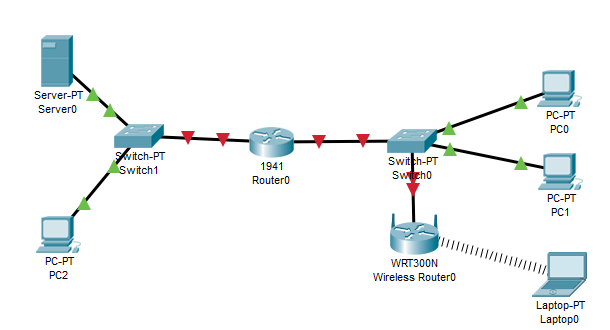 Server-PT
Server0
Switch-PT
Switch1
PC-PT
PC2
1941
Router0
Switch-PT
Switch0
PC-PT
PC0
PC-PT
PC1
WRT300N
Wireless Router0
Laptop-PT
Laptop0